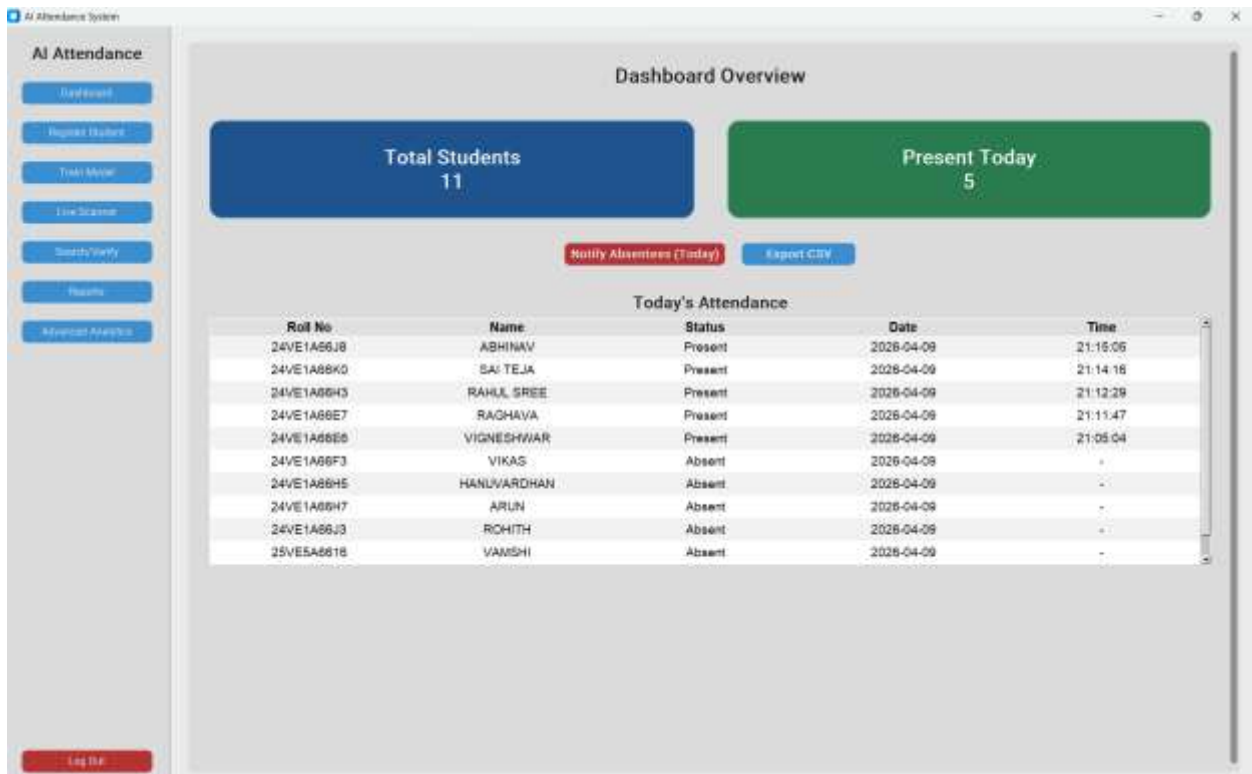 AI Attendance System
AI Attendance
Dashboard
Register Student
Train Model
Live Scanner
Search/Verify
Reports
Advanced Analytics
Log Out
Dashboard Overview
Total Students
11
Present Today
5
Notify Absentees (Today) Export CSV
Today's Attendance
Roll No Name Status Date Time
24VE1A66J8 ABHINAV Present 2026-04-09 21:15:05
24VE1A66K0 SAI TEJA Present 2026-04-09 21:14:16
24VE1A66H3 RAHUL SREE Present 2026-04-09 21:12:29
24VE1A66E7 RAGHAVA Present 2026-04-09 21:11:47
24VE1A66E6 VIGNESHWAR Present 2026-04-09 21:05:04
24VE1A66F3 VIKAS Absent 2026-04-09 -
24VE1A66H5 HANUVARDHAN Absent 2026-04-09 -
24VE1A66H7 ARUN Absent 2026-04-09 -
24VE1A66J3 ROHITH Absent 2026-04-09 -
25VE5A6616 VAMSHI Absent 2026-04-09 -